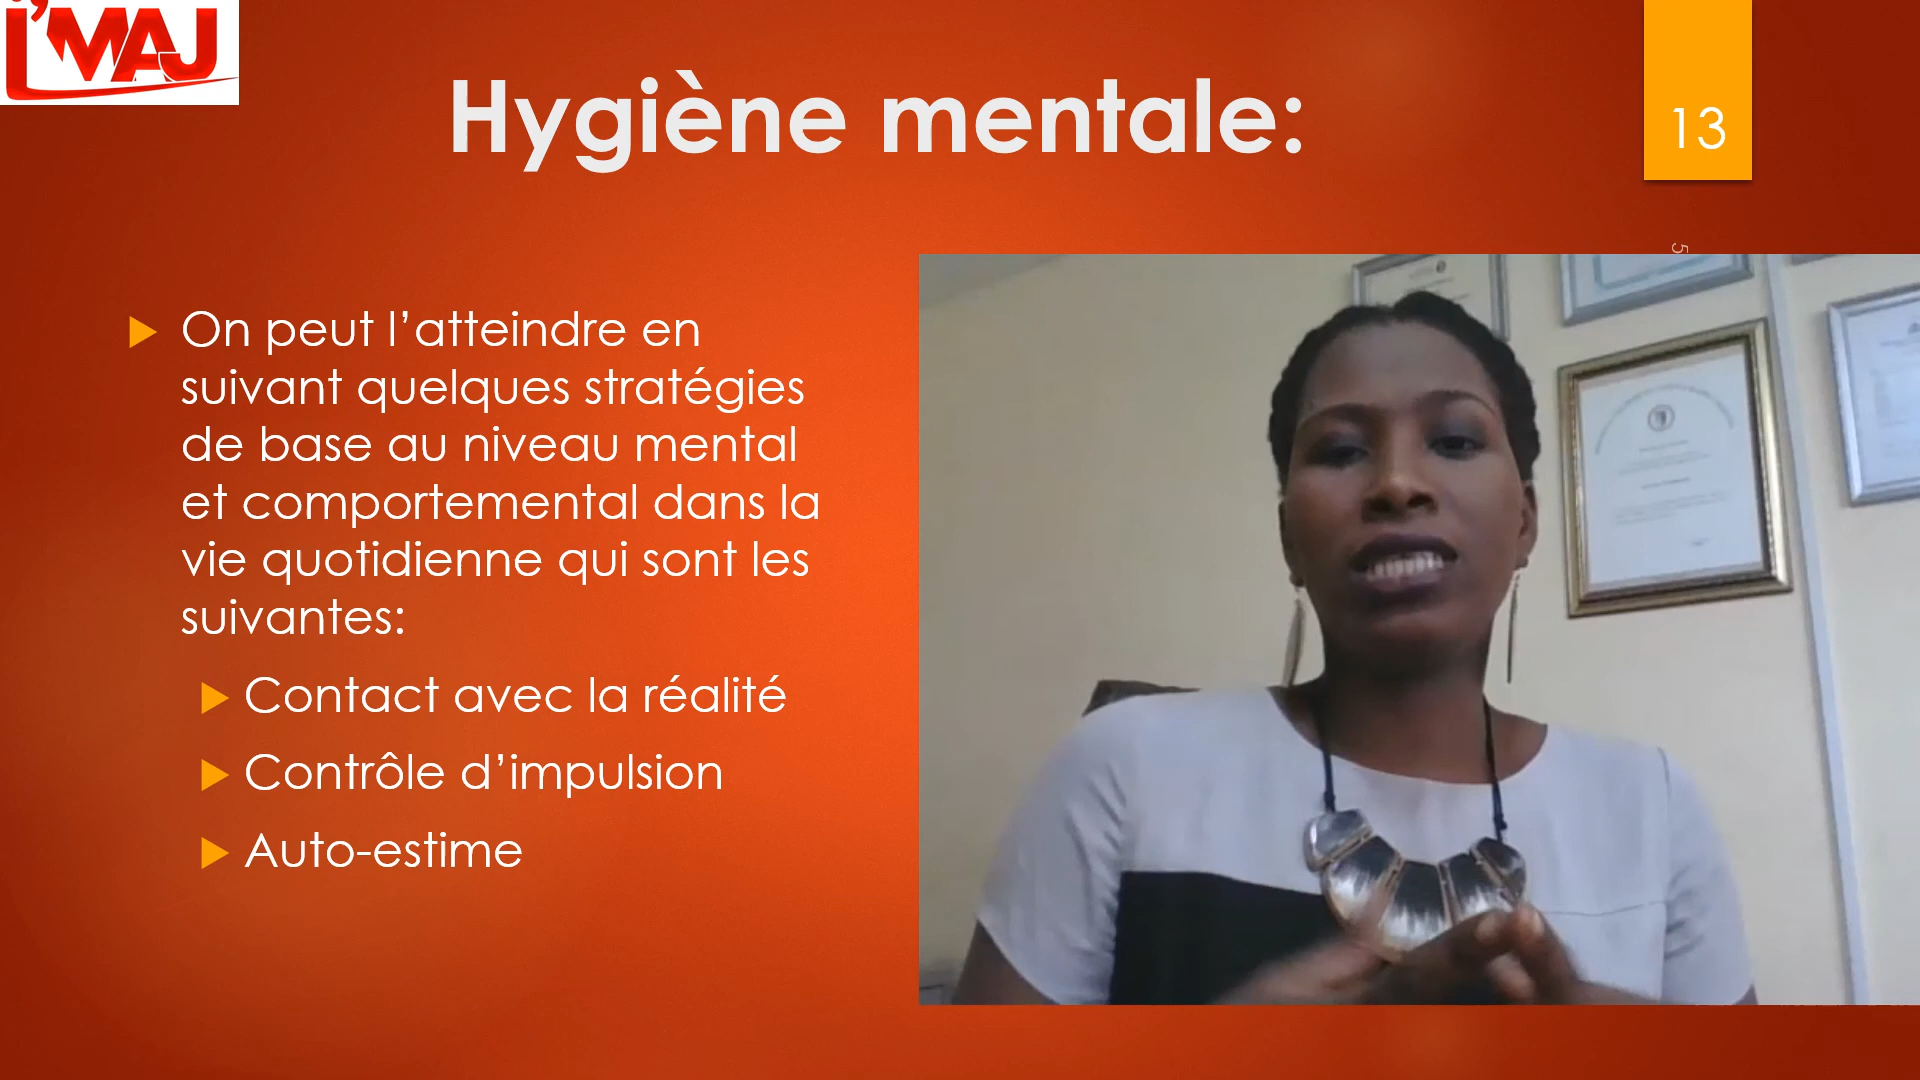 i'MAJ
Hygiène mentale:
13
5
On peut l’atteindre en
suivant quelques stratégies
de base au niveau mental
et comportemental dans la
vie quotidienne qui sont les
suivantes:
Contact avec la réalité
Contrôle d’impulsion
Auto-estime